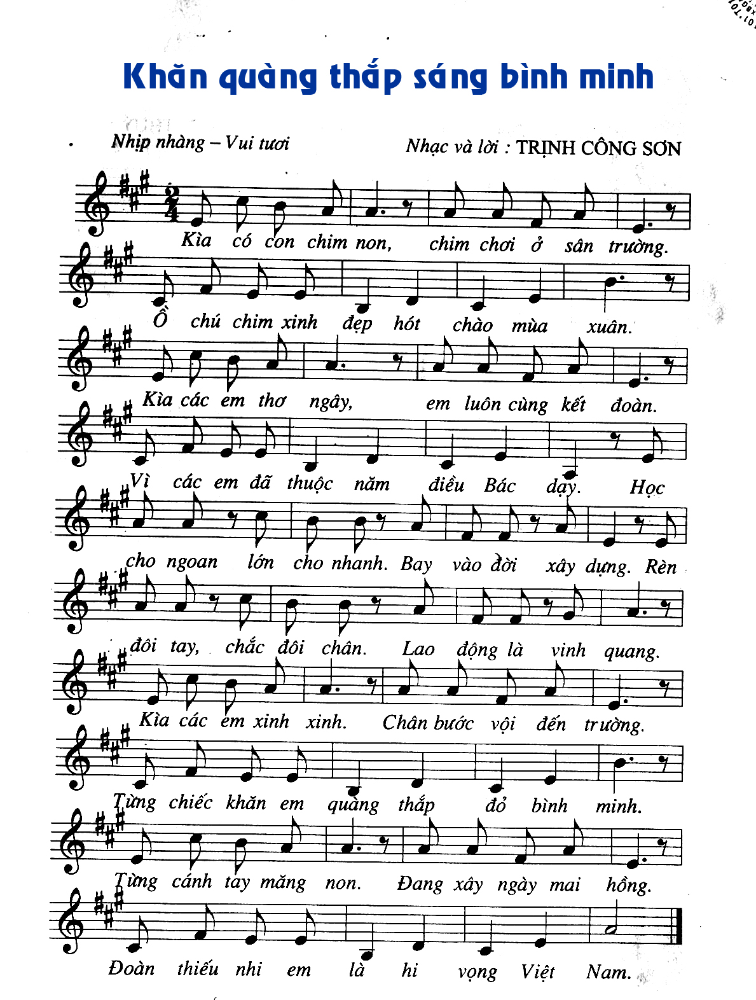 Khăn quàng thắp sáng bình minh
Nhịp nhàng – Vui tươi
Nhạc và lời : TRỊNH CÔNG SƠN
2
4
Kìa có con chim non, chim chơi ở sân trường.
Ồ chú chim xinh đẹp hót chào mùa xuân.
Kìa các em thơ ngây, em luôn cùng kết đoàn.
Vì các em đã thuộc năm điều Bác dạy. Học
cho ngoan lớn cho nhanh. Bay vào đời xây dựng. Rèn
đôi tay, chắc đôi chân. Lao động là vinh quang.
Kìa các em xinh xinh. Chân bước vội đến trường.
Từng chiếc khăn em quàng thắp đỏ bình minh.
Từng cánh tay măng non. Đang xây ngày mai hồng.
Đoàn thiếu nhi em là hi vọng Việt Nam.